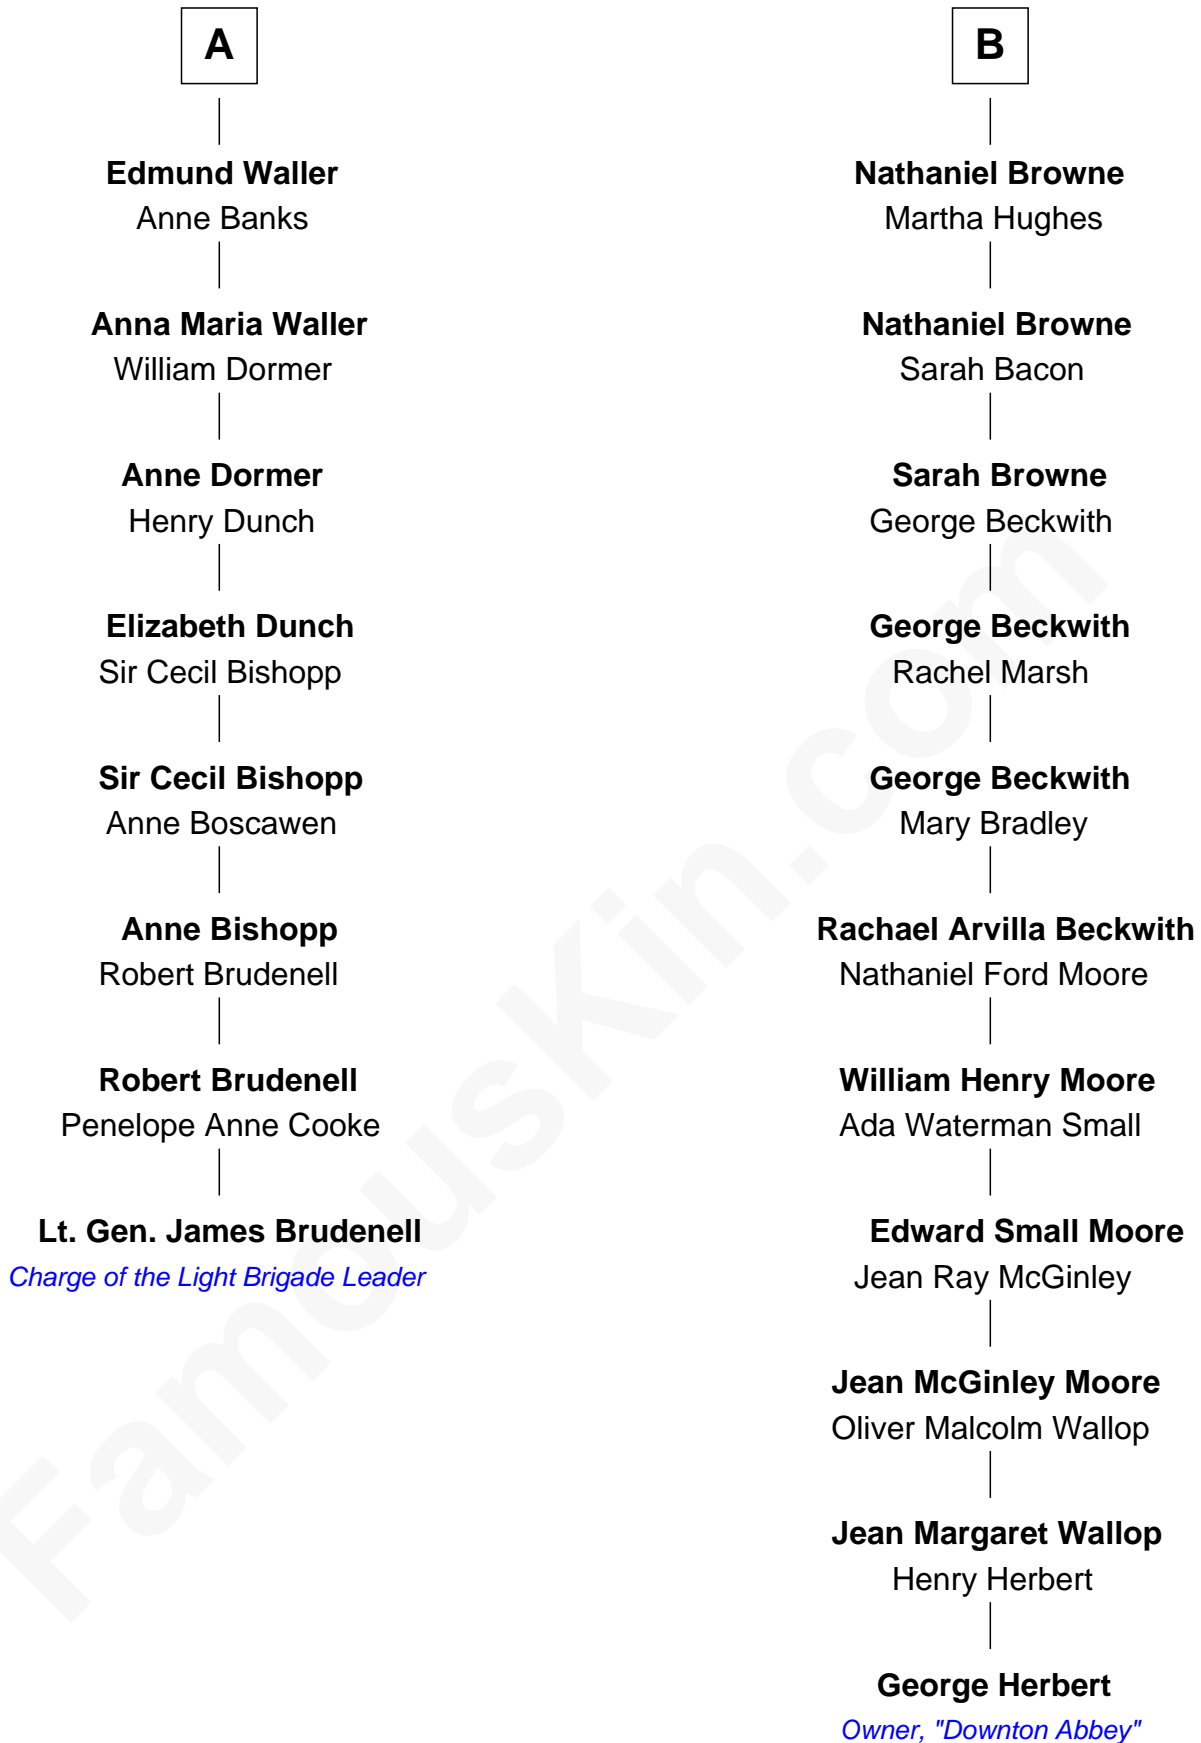 A
Edmund Waller
Anne Banks
Anna Maria Waller
William Dormer
Anne Dormer
Henry Dunch
Elizabeth Dunch
Sir Cecil Bishopp
Sir Cecil Bishopp
Anne Boscawen
Anne Bishopp
Robert Brudenell
Robert Brudenell
Penelope Anne Cooke
Lt. Gen. James Brudenell
Charge of the Light Brigade Leader
B
Nathaniel Browne
Martha Hughes
Nathaniel Browne
Sarah Bacon
Sarah Browne
George Beckwith
George Beckwith
Rachel Marsh
George Beckwith
Mary Bradley
Rachael Arvilla Beckwith
Nathaniel Ford Moore
William Henry Moore
Ada Waterman Small
Edward Small Moore
Jean Ray McGinley
Jean McGinley Moore
Oliver Malcolm Wallop
Jean Margaret Wallop
Henry Herbert
George Herbert
Owner, "Downton Abbey"
FamousKin.com